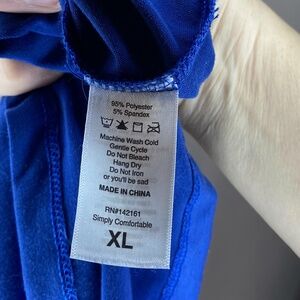 95% Polyester
5% Spandex
Machine Wash Cold
Gentle Cycle
Do Not Bleach
Hang Dry
Do Not Iron
or you'll be sad
MADE IN CHINA
RN#142161
Simply Comfortable
XL